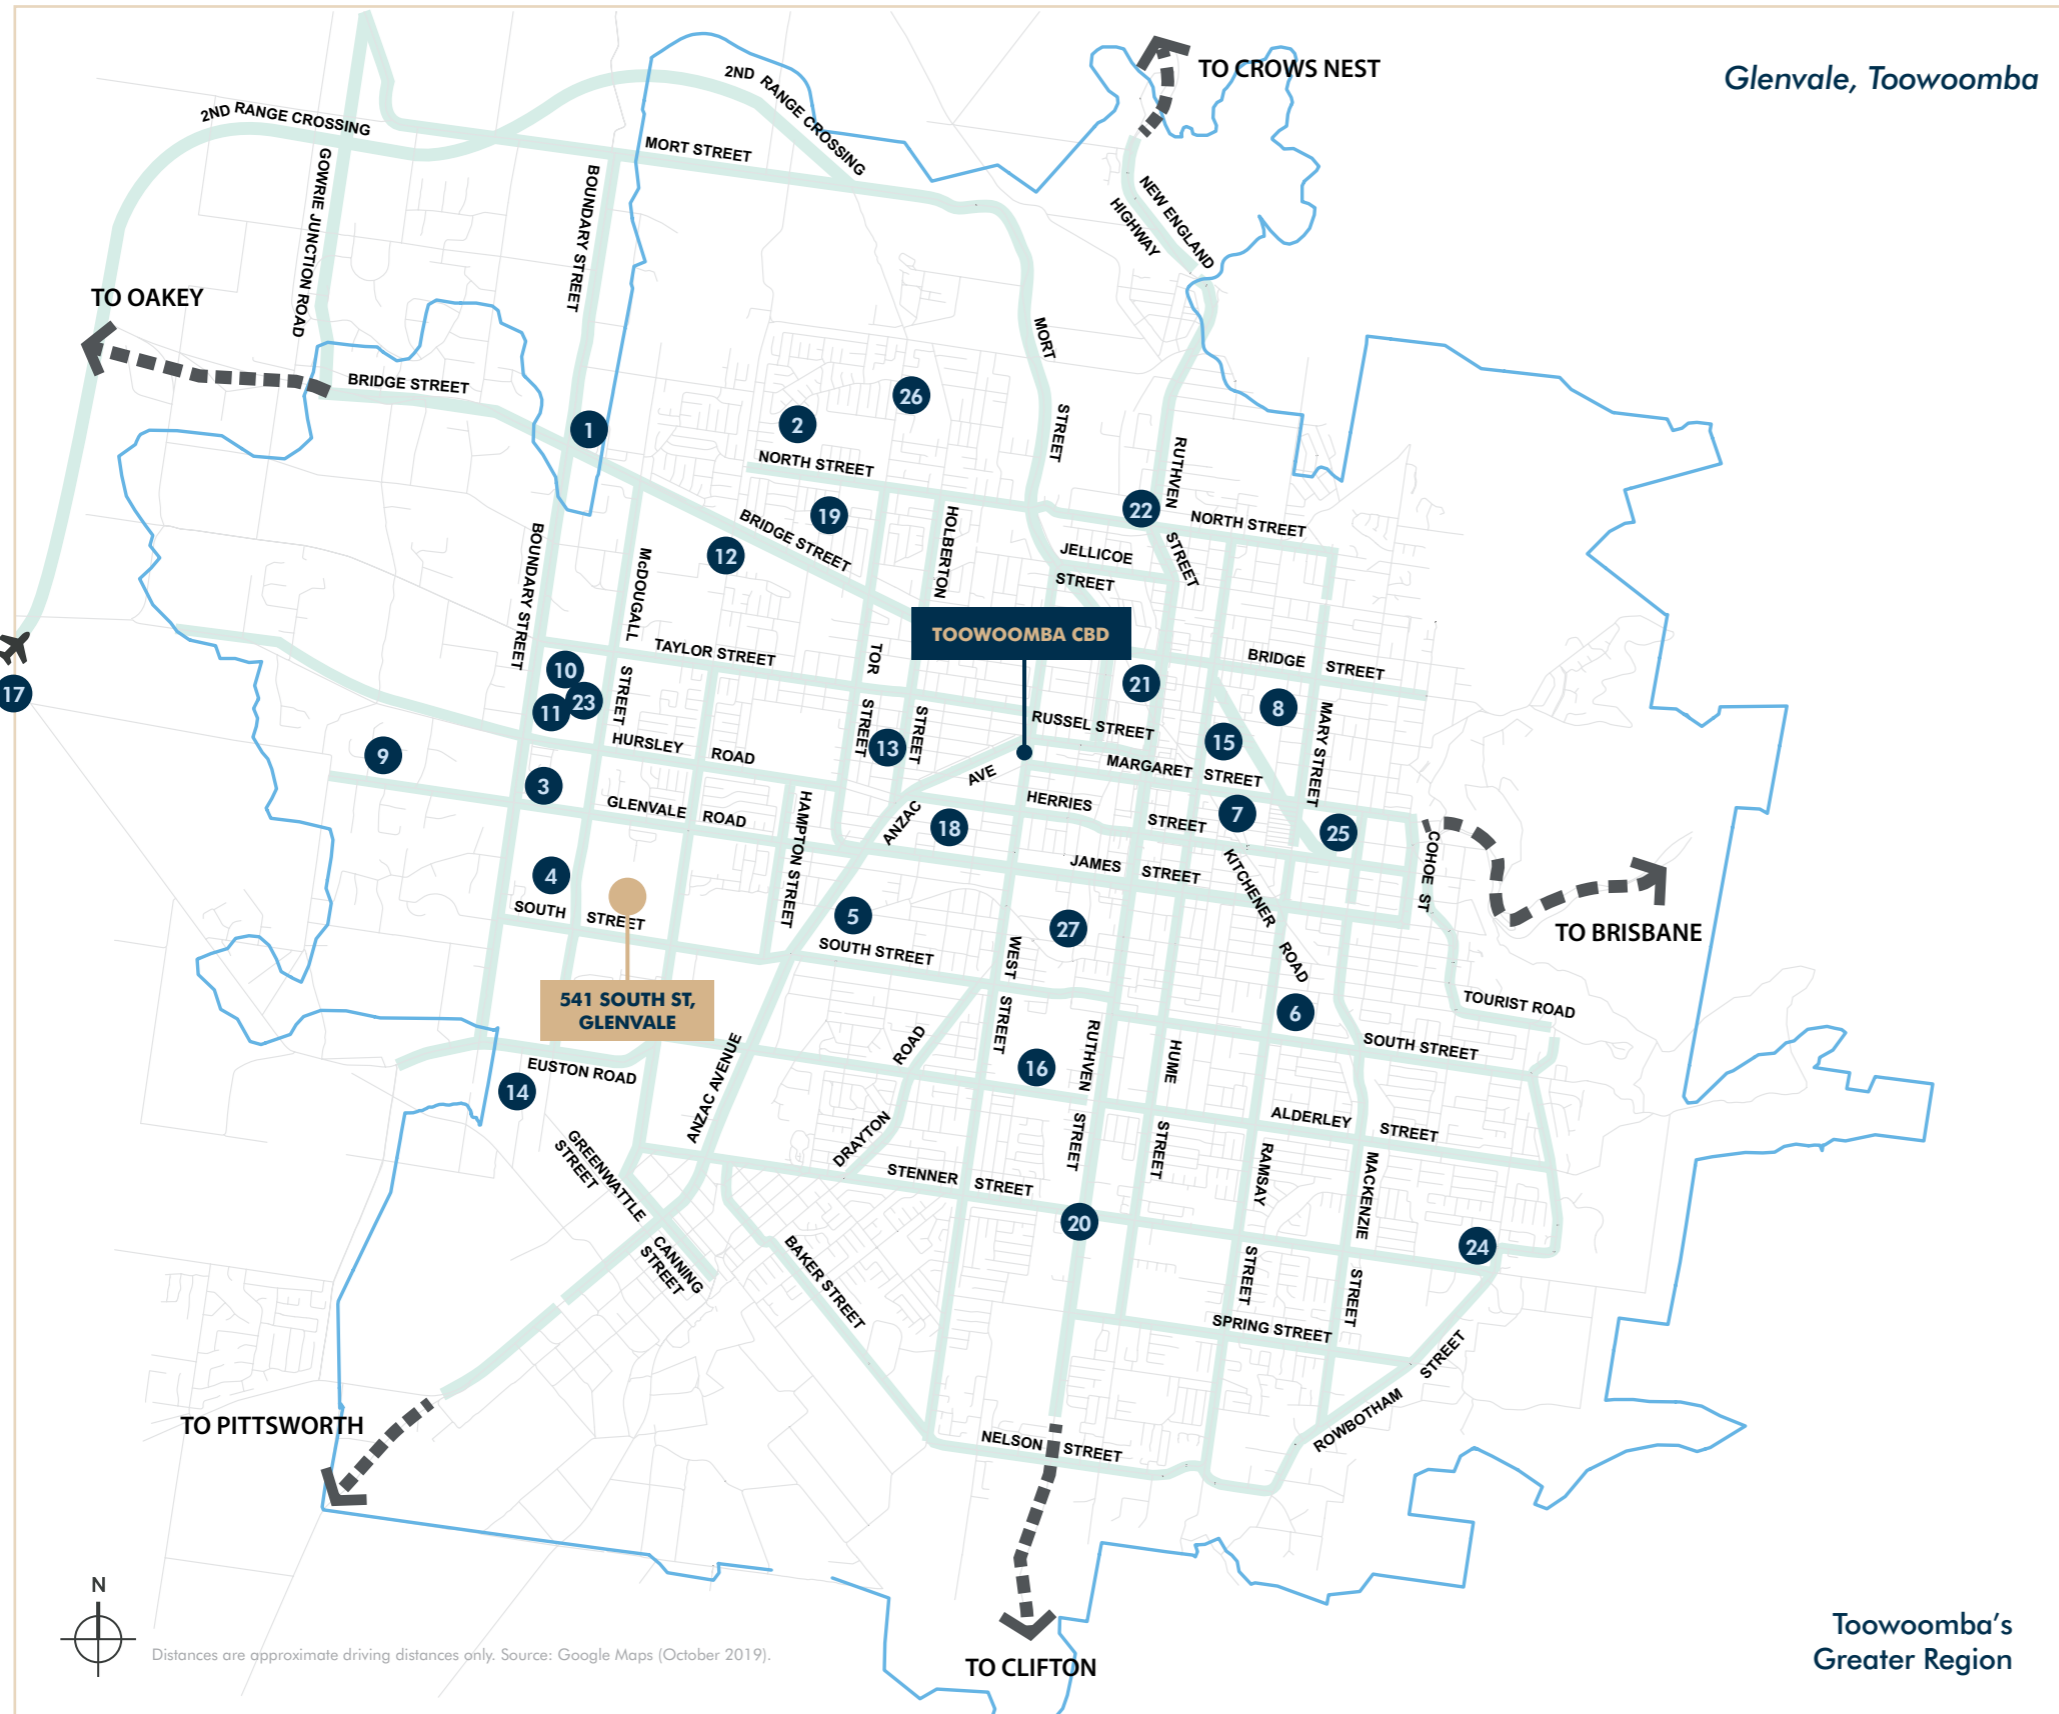 Glenvale, Toowoomba
TO CROWS NEST
2ND RANGE CROSSING
2ND RANGE CROSSING
MORT STREET
GOWRIE JUNCTION ROAD
BOUNDARY STREET
NEW ENGLAND
HIGHWAY
TO OAKEY
BRIDGE STREET
MORT
STREET
26
2
1
NORTH STREET
RUTHVEN
STREET
22
NORTH STREET
19
HOLBERTON
STREET
BRIDGE STREET
12
JELLICOE
STREET
BOUNDARY STREET
McDOUGALL
STREET
TOOWOOMBA CBD
TAYLOR STREET
TOR
STREET
BRIDGE STREET
10
23
11
21
8
17
RUSSEL STREET
MARY STREET
15
13
HURSLEY ROAD
9
AVE
ANZAC
MARGARET STREET
3
HERRIES
STREET
GLENVALE ROAD
HAMPTON STREET
18
7
25
COHOE ST
JAMES STREET
KITCHENER
ROAD
4
SOUTH STREET
5
27
TO BRISBANE
SOUTH STREET
WEST
STREET
541 SOUTH ST,
GLENVALE
6
TOURIST ROAD
SOUTH STREET
EUSTON ROAD
14
ANZAC AVENUE
DRAYTON
ROAD
16
RUTHVEN
STREET
HUME
STREET
ALDERLEY STREET
GREENWATTLE
STREET
STENNER STREET
RAMSAY
STREET
MACKENZIE
STREET
20
24
CANNING
STREET
BAKER STREET
SPRING STREET
ROWBOTHAM STREET
TO PITTSWORTH
NELSON STREET
N
Distances are approximate driving distances only. Source: Google Maps (October 2019).
TO CLIFTON
Toowoomba's
Greater Region